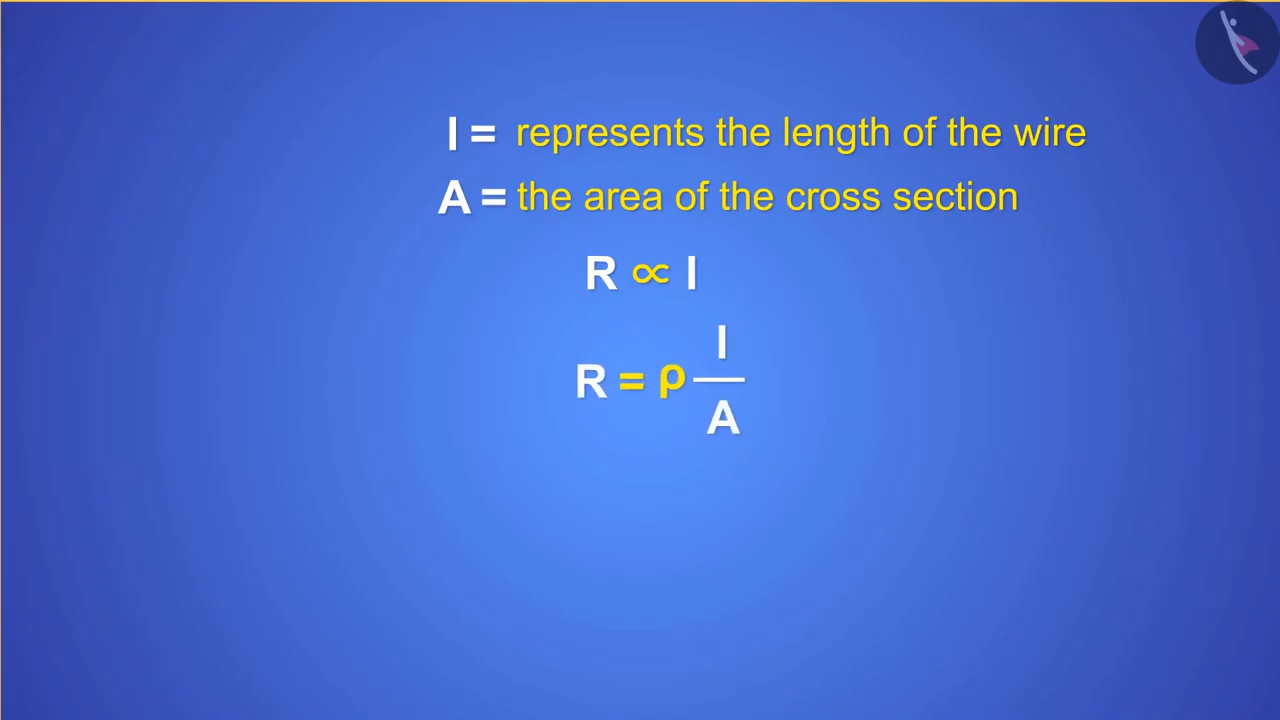 l = represents the length of the wire
A = the area of the cross section
R ∝ l
R = ρ l/A